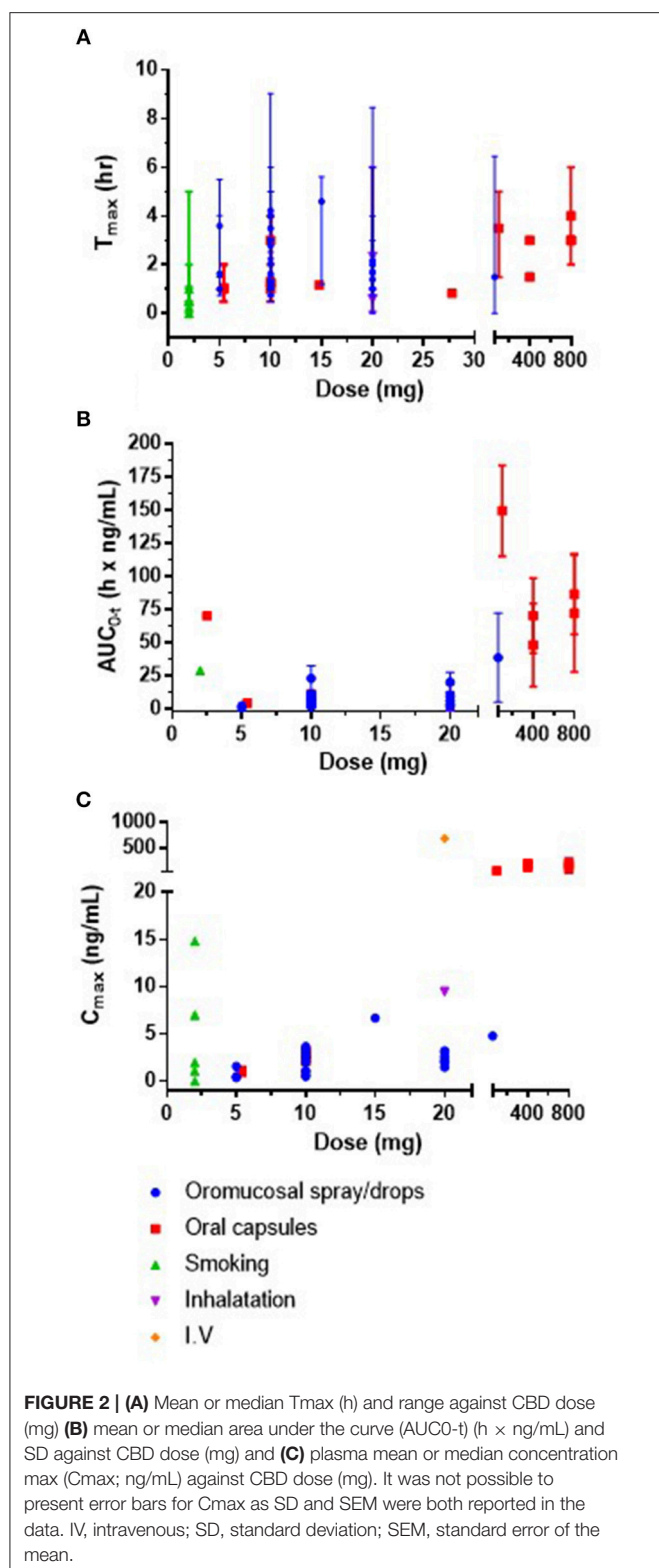 A
10
8
6
4
2
0
Tmax (hr)
0 5 10 15 20 25 30 400 800
Dose (mg)
B
200
175
150
125
100
75
50
25
0
AUC0-t (h x ng/mL)
0 5 10 15 20 400 800
Dose (mg)
C
1000
500
20
15
10
5
0
Cmax (ng/mL)
0 5 10 15 20 400 800
Dose (mg)
Oromucosal spray/drops
Oral capsules
Smoking
Inhalatation
I.V
FIGURE 2 | (A) Mean or median Tmax (h) and range against CBD dose
(mg) (B) mean or median area under the curve (AUC0-t) (h × ng/mL) and
SD against CBD dose (mg) and (C) plasma mean or median concentration
max (Cmax; ng/mL) against CBD dose (mg). It was not possible to
present error bars for Cmax as SD and SEM were both reported in the
data. IV, intravenous; SD, standard deviation; SEM, standard error of the
mean.